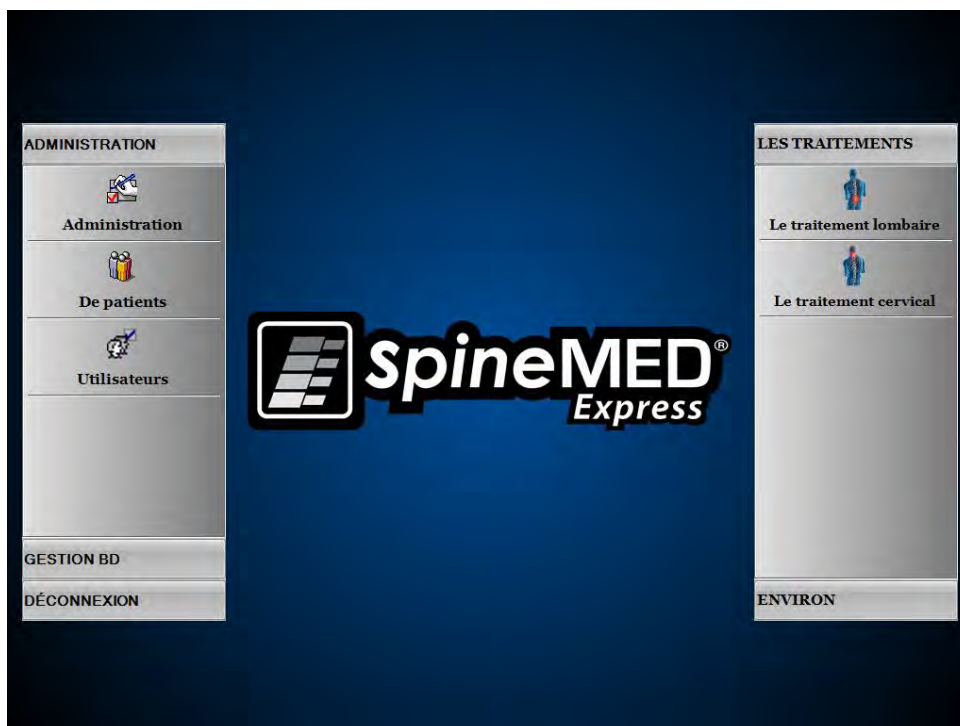 ADMINISTRATION
Administration
De patients
Utilisateurs
GESTION BD
DÉCONNEXION
SpineMED®
Express
LES TRAITEMENTS
Le traitement lombaire
Le traitement cervical
ENVIRON